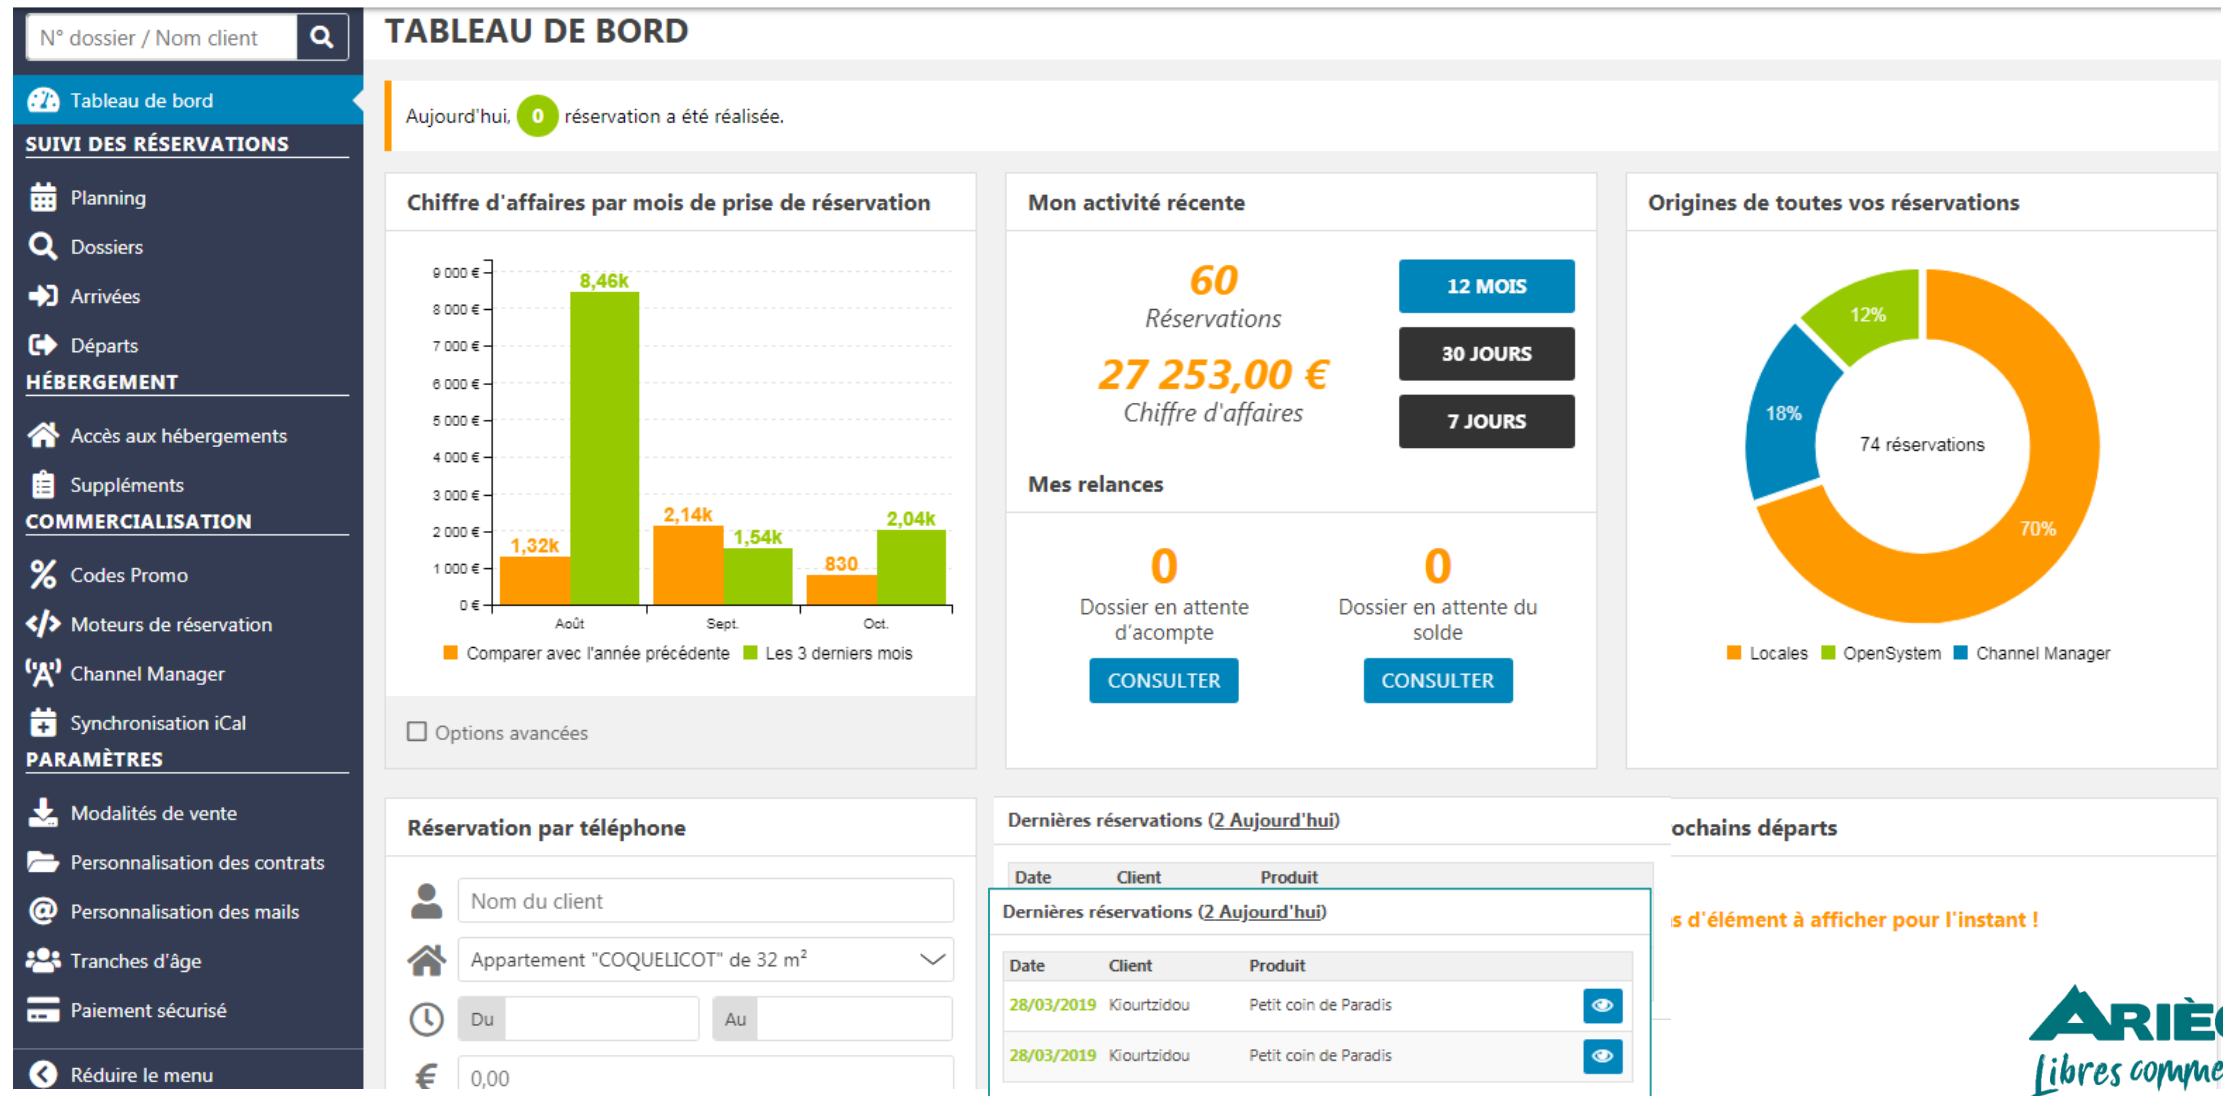 N° dossier / Nom client
Tableau de bord
SUIVI DES RÉSERVATIONS
Planning
Dossiers
Arrivées
Départs
HÉBERGEMENT
Accès aux hébergements
Suppléments
COMMERCIALISATION
Codes Promo
Moteurs de réservation
Channel Manager
Synchronisation iCal
PARAMÈTRES
Modalités de vente
Personnalisation des contrats
Personnalisation des mails
Tranches d'âge
Paiement sécurisé
Réduire le menu
TABLEAU DE BORD
Aujourd'hui, 0 réservation a été réalisée.
Chiffre d'affaires par mois de prise de réservation
9 000 €
8 000 €
7 000 €
6 000 €
5 000 €
4 000 €
3 000 €
2 000 €
1 000 €
0 €
8,46k
1,32k
2,14k
1,54k
830
2,04k
Août Sept. Oct.
Comparer avec l'année précédente Les 3 derniers mois
Options avancées
Mon activité récente
60
Réservations
27 253,00 €
Chiffre d'affaires
12 MOIS
30 JOURS
7 JOURS
Mes relances
0
Dossier en attente
d'acompte
CONSULTER
0
Dossier en attente du
solde
CONSULTER
Origines de toutes vos réservations
12%
18%
74 réservations
70%
Locales OpenSystem Channel Manager
Réservation par téléphone
Nom du client
Appartement "COQUELICOT" de 32 m²
Du Au
€ 0,00
Dernières réservations (2 Aujourd'hui)
Date Client Produit
Dernières réservations (2 Aujourd'hui)
Date Client Produit
28/03/2019 Kiourtzidou Petit coin de Paradis
28/03/2019 Kiourtzidou Petit coin de Paradis
ochains départs
s d'élément à afficher pour l'instant !
ARIÈG
Libres comme